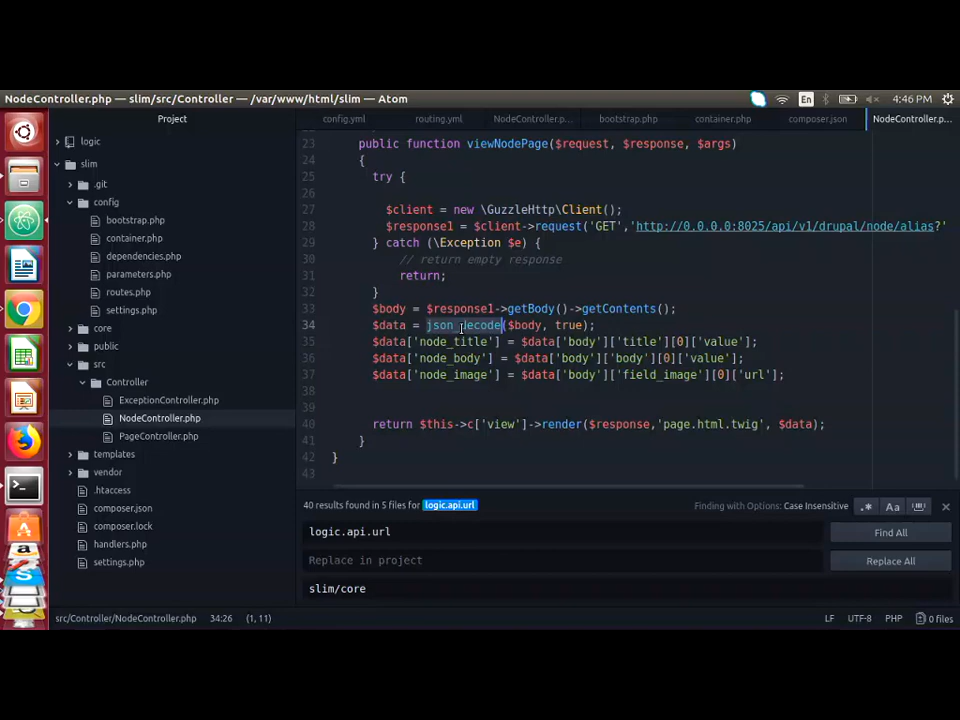 NodeController.php — slim/src/Controller — /var/www/html/slim — Atom
En
4:46 PM
Project
config.yml
routing.yml
NodeController.p...
bootstrap.php
container.php
composer.json
NodeController.p...
logic
slim
.git
config
bootstrap.php
container.php
dependencies.php
parameters.php
routes.php
settings.php
core
public
src
Controller
ExceptionController.php
NodeController.php
PageController.php
templates
vendor
.htaccess
composer.json
composer.lock
handlers.php
settings.php
23 public function viewNodePage($request, $response, $args)
24 {
25 try {
26
27 $client = new \GuzzleHttp\Client();
28 $response1 = $client->request('GET','http://0.0.0.0:8025/api/v1/drupal/node/alias?'
29 } catch (\Exception $e) {
30 // return empty response
31 return;
32 }
33 $body = $response1->getBody()->getContents();
34 $data = json_decode($body, true);
35 $data['node_title'] = $data['body']['title'][0]['value'];
36 $data['node_body'] = $data['body']['body'][0]['value'];
37 $data['node_image'] = $data['body']['field_image'][0]['url'];
38
39
40 return $this->c['view']->render($response,'page.html.twig', $data);
41 }
42 }
43
40 results found in 5 files for logic.api.url
Finding with Options: Case Insensitive
.*
Aa
logic.api.url
Find All
Replace in project
Replace All
slim/core
src/Controller/NodeController.php 34:26 (1, 11)
LF UTF-8 PHP 0 files